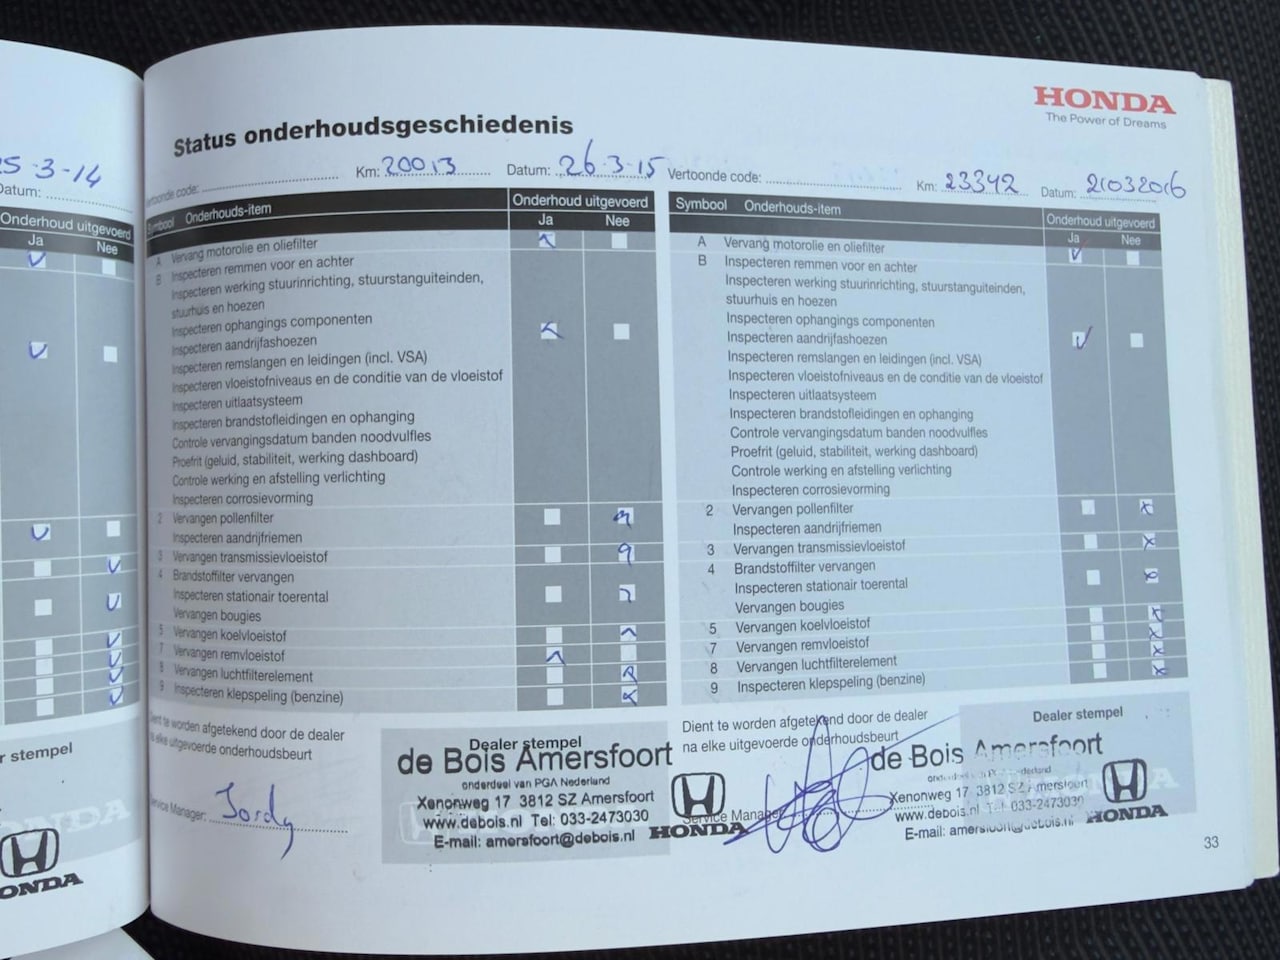 25-3-14
Datum:
Onderhoud uitgevoerd
Ja Nee
stempel
HONDA
HONDA
The Power of Dreams
Status onderhoudsgeschiedenis
Vertoonde code: Km: 20013 Datum: 26-3-15
Symbool Onderhouds-item Onderhoud uitgevoerd
Ja Nee
A Vervang motorolie en oliefilter
B Inspecteren remmen voor en achter
Inspecteren werking stuurinrichting, stuurstanguiteinden,
stuurhuis en hoezen
Inspecteren ophangings componenten
Inspecteren aandrijfashoezen
Inspecteren remslangen en leidingen (incl. VSA)
Inspecteren vloeistofniveaus en de conditie van de vloeistof
Inspecteren uitlaatsysteem
Inspecteren brandstofleidingen en ophanging
Controle vervangingsdatum banden noodvulfles
Proefrit (geluid, stabiliteit, werking dashboard)
Controle werking en afstelling verlichting
Inspecteren corrosievorming
2 Vervangen pollenfilter
Inspecteren aandrijfriemen
3 Vervangen transmissievloeistof
4 Brandstoffilter vervangen
Inspecteren stationair toerental
Vervangen bougies
5 Vervangen koelvloeistof
7 Vervangen remvloeistof
8 Vervangen luchtfilterelement
9 Inspecteren klepspeling (benzine)
Dient te worden afgetekend door de dealer
na elke uitgevoerde onderhoudsbeurt
Service Manager: Jordy
Dealer stempel
de Bois Amersfoort
onderdeel van PGA Nederland
Xenonweg 17 3812 SZ Amersfoort
www.debois.nl Tel: 033-2473030
E-mail: amersfoort@debois.nl
HONDA
Vertoonde code: Km: 23342 Datum: 21032016
Symbool Onderhouds-item Onderhoud uitgevoerd
Ja Nee
A Vervang motorolie en oliefilter
B Inspecteren remmen voor en achter
Inspecteren werking stuurinrichting, stuurstanguiteinden,
stuurhuis en hoezen
Inspecteren ophangings componenten
Inspecteren aandrijfashoezen
Inspecteren remslangen en leidingen (incl. VSA)
Inspecteren vloeistofniveaus en de conditie van de vloeistof
Inspecteren uitlaatsysteem
Inspecteren brandstofleidingen en ophanging
Controle vervangingsdatum banden noodvulfles
Proefrit (geluid, stabiliteit, werking dashboard)
Controle werking en afstelling verlichting
Inspecteren corrosievorming
2 Vervangen pollenfilter
Inspecteren aandrijfriemen
3 Vervangen transmissievloeistof
4 Brandstoffilter vervangen
Inspecteren stationair toerental
Vervangen bougies
5 Vervangen koelvloeistof
7 Vervangen remvloeistof
8 Vervangen luchtfilterelement
9 Inspecteren klepspeling (benzine)
Dient te worden afgetekend door de dealer
na elke uitgevoerde onderhoudsbeurt
Service Manager
Dealer stempel
de Bois Amersfoort
Xenonweg 17 3812 SZ Amersfoort
www.debois.nl Tel: 033-2473030
E-mail: amersfoort@debois.nl
HONDA
33